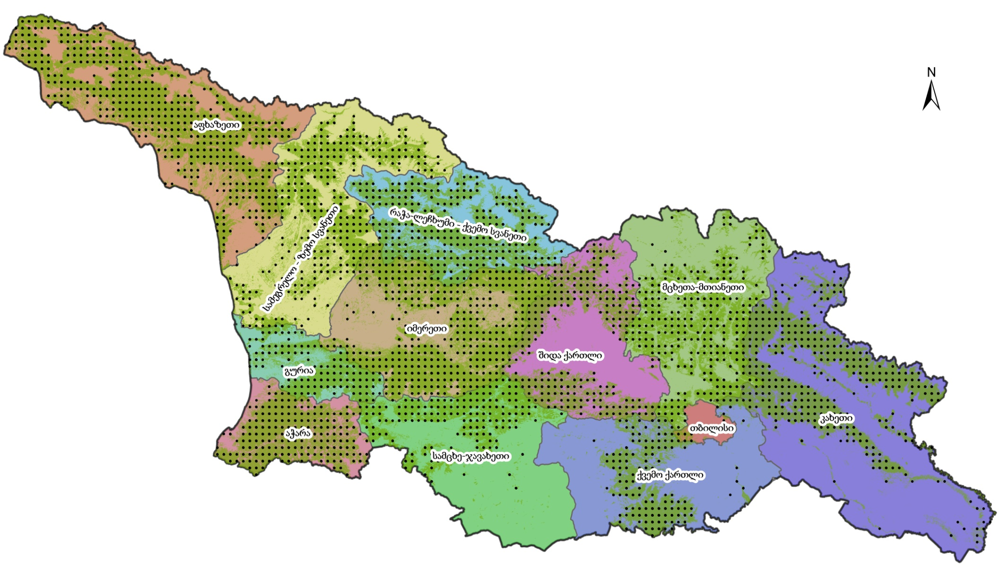 N
აფხაზეთი
სამეგრელო - ზემო სვანეთი
რაჭა-ლეჩხუმი - ქვემო სვანეთი
მცხეთა-მთიანეთი
იმერეთი
შიდა ქართლი
გურია
კახეთი
თბილისი
აჭარა
სამცხე-ჯავახეთი
ქვემო ქართლი